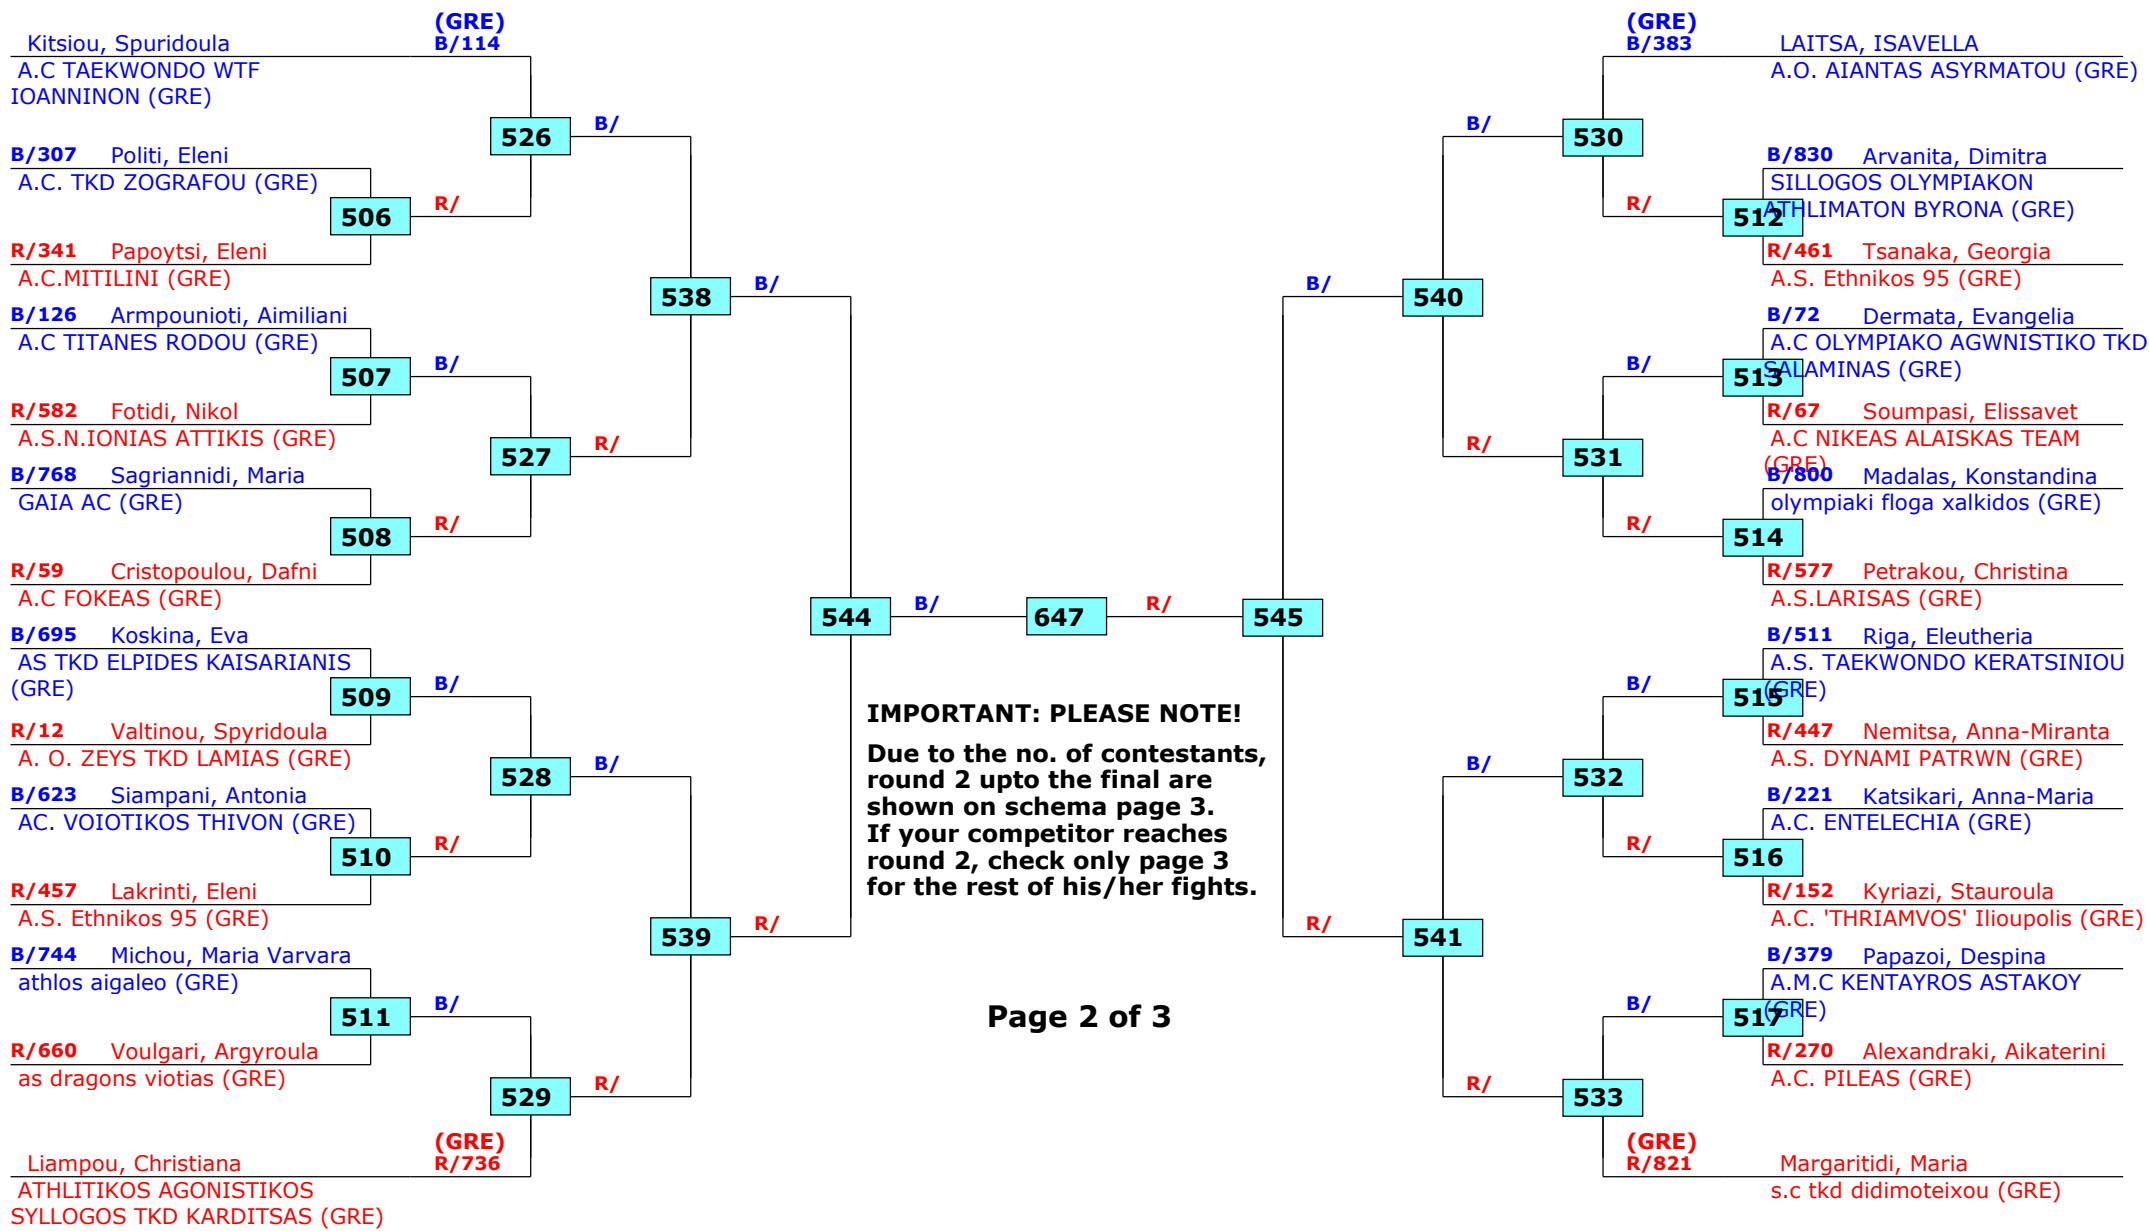 (GRE)
Kitsiou, Spuridoula B/114
A.C TAEKWONDO WTF
IOANNINON (GRE)
526
B/
B/307 Politi, Eleni
A.C. TKD ZOGRAFOU (GRE)
506
R/
R/341 Papoytsi, Eleni
A.C.MITILINI (GRE)
538
B/
B/126 Armpounioti, Aimiliani
A.C TITANES RODOU (GRE)
507
B/
R/582 Fotidi, Nikol
A.S.N.IONIAS ATTIKIS (GRE)
527
R/
B/768 Sagriannidi, Maria
GAIA AC (GRE)
508
R/
R/59 Cristopoulou, Dafni
A.C FOKEAS (GRE)
544
B/
647
R/
545
B/695 Koskina, Eva
AS TKD ELPIDES KAISARIANIS
(GRE)
509
B/
R/12 Valtinou, Spyridoula
A. O. ZEYS TKD LAMIAS (GRE)
528
B/
B/623 Siampani, Antonia
AC. VOIOTIKOS THIVON (GRE)
510
R/
R/457 Lakrinti, Eleni
A.S. Ethnikos 95 (GRE)
539
R/
B/744 Michou, Maria Varvara
athlos aigaleo (GRE)
511
B/
R/660 Voulgari, Argyroula
as dragons viotias (GRE)
529
R/
(GRE)
Liampou, Christiana R/736
ATHLITIKOS AGONISTIKOS
SYLLOGOS TKD KARDITSAS (GRE)
IMPORTANT: PLEASE NOTE!
Due to the no. of contestants,
round 2 upto the final are
shown on schema page 3.
If your competitor reaches
round 2, check only page 3
for the rest of his/her fights.
Page 2 of 3
(GRE)
B/383 LAITSA, ISAVELLA
A.O. AIANTAS ASYRMATOU (GRE)
B/
530
B/830 Arvanita, Dimitra
SILLOGOS OLYMPIAKON
ATHLIMATON BYRONA (GRE)
R/
512
R/461 Tsanaka, Georgia
A.S. Ethnikos 95 (GRE)
B/
540
B/72 Dermata, Evangelia
A.C OLYMPIAKO AGWNISTIKO TKD
SALAMINAS (GRE)
B/
513
R/67 Soumpasi, Elissavet
A.C NIKEAS ALAISKAS TEAM
(GRE)
R/
531
B/800 Madalas, Konstandina
olympiaki floga xalkidos (GRE)
R/
514
R/577 Petrakou, Christina
A.S.LARISAS (GRE)
B/511 Riga, Eleutheria
A.S. TAEKWONDO KERATSINIOU
(GRE)
B/
515
R/447 Nemitsa, Anna-Miranta
A.S. DYNAMI PATRWN (GRE)
B/
532
B/221 Katsikari, Anna-Maria
A.C. ENTELECHIA (GRE)
R/
516
R/152 Kyriazi, Stauroula
A.C. 'THRIAMVOS' Ilioupolis (GRE)
R/
541
B/379 Papazoi, Despina
A.M.C KENTAYROS ASTAKOY
(GRE)
B/
517
R/270 Alexandraki, Aikaterini
A.C. PILEAS (GRE)
R/
533
(GRE)
R/821 Margaritidi, Maria
s.c tkd didimoteixou (GRE)